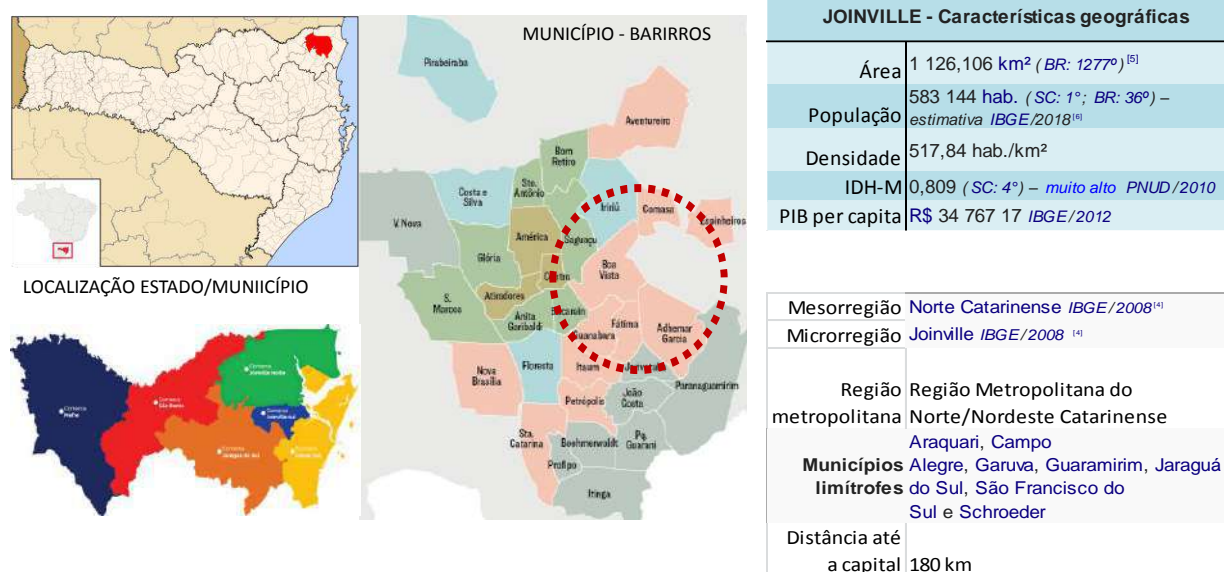 MUNICÍPIO - BARIRROS
LOCALIZAÇÃO ESTADO/MUNIICÍPIO
Pirabeiraba
Aventureiro
Bom
Retiro
Costa e
Silva
Sto.
Antônio
Iririú
Comasa
Espinheiros
V. Nova
América
Saguaçu
Glória
Boa
Vista
Centro
S.
Marcos
Atiradores
Anita
Garibaldi
Bucarein
Guanabara
Fátima
Adhemar
Garcia
Nova
Brasília
Floresta
Itaum
Jarivatuba
Paranaguamirim
João
Costa
Petrópolis
Sta.
Catarina
Boehmerwaldt
Pq.
Guarani
Profipo
Itinga
JOINVILLE - Características geográficas
Área 1 126,106 km² (BR: 1277º) [5]
População 583 144 hab. (SC: 1°; BR: 36º) –
estimativa IBGE/2018[6]
Densidade 517,84 hab./km²
IDH-M 0,809 (SC: 4°) – muito alto PNUD/2010
PIB per capita R$ 34 767 17 IBGE/2012
Mesorregião Norte Catarinense IBGE/2008[4]
Microrregião Joinville IBGE/2008 [4]
Região metropolitana Região Metropolitana do
Norte/Nordeste Catarinense
Municípios limítrofes Araquari, Campo
Alegre, Garuva, Guaramirim, Jaraguá
do Sul, São Francisco do
Sul e Schroeder
Distância até
a capital 180 km